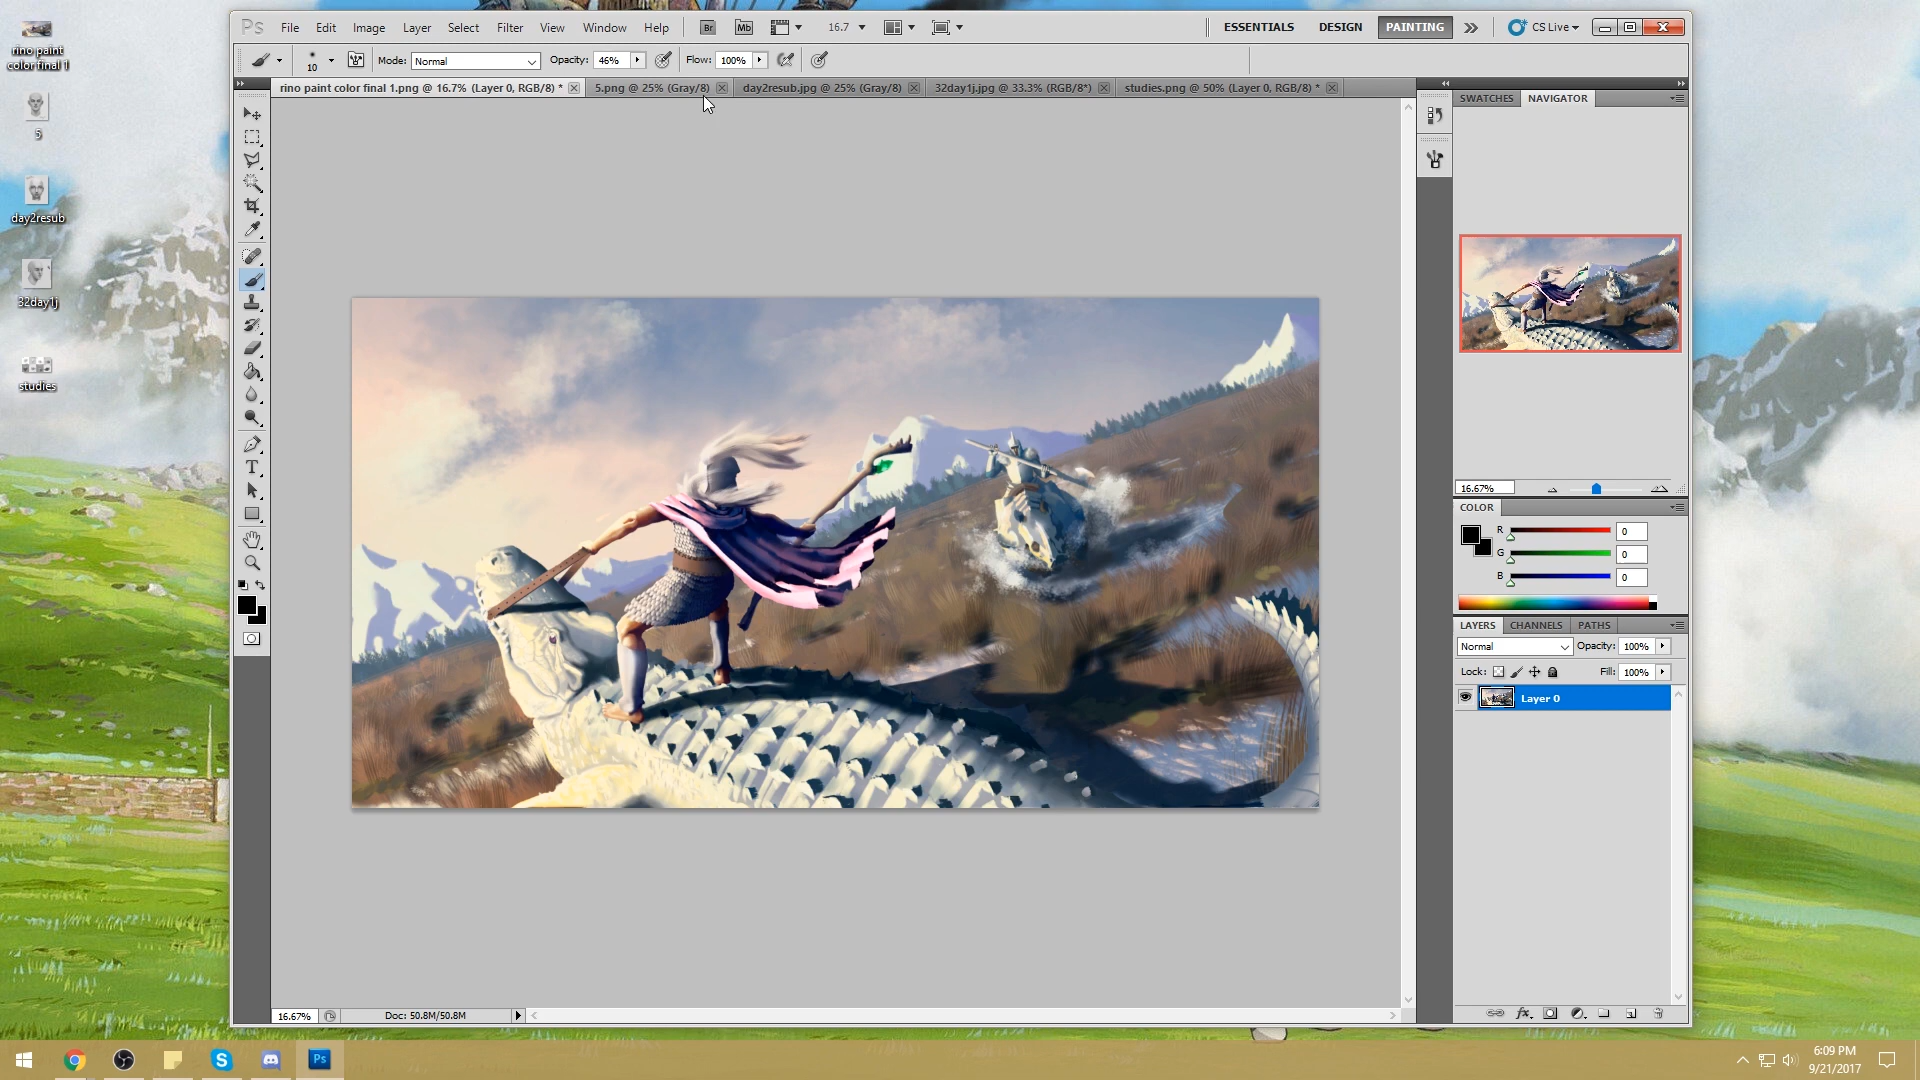 rino paint
color final 1
5
day2resub
32day1j
studies
Ps
File Edit Image Layer Select Filter View Window Help
Br
Mb
16.7
ESSENTIALS DESIGN PAINTING
CS Live
10
Mode: Normal
Opacity: 46%
Flow: 100%
rino paint color final 1.png @ 16.7% (Layer 0, RGB/8) *
5.png @ 25% (Gray/8)
day2resub.jpg @ 25% (Gray/8)
32day1j.jpg @ 33.3% (RGB/8*)
studies.png @ 50% (Layer 0, RGB/8) *
SWATCHES NAVIGATOR
16.67%
COLOR
R 0
G 0
B 0
LAYERS CHANNELS PATHS
Normal
Opacity: 100%
Lock:
Fill: 100%
Layer 0
fx
T
16.67%
Doc: 50.8M/50.8M
S
Ps
6:09 PM
9/21/2017